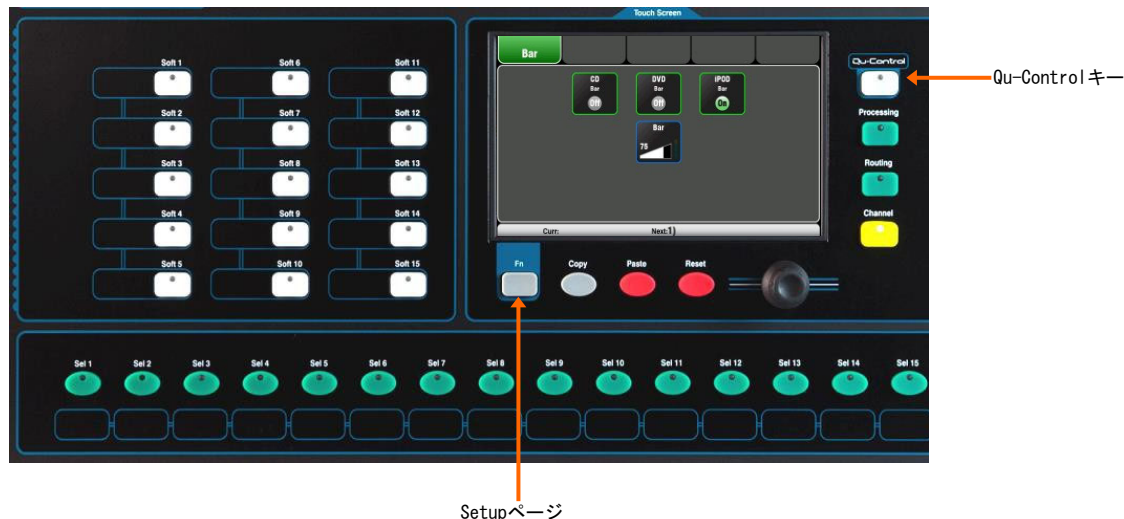 Touch Screen
Soft 1 Soft 6 Soft 11
Soft 2 Soft 7 Soft 12
Soft 3 Soft 8 Soft 13
Soft 4 Soft 9 Soft 14
Soft 5 Soft 10 Soft 15
Bar
CD
Bar
Off
DVD
Bar
Off
iPOD
Bar
On
Bar
75
Curr: Next:1)
Qu-Control
Qu-Controlキー
Processing
Routing
Channel
Fn Copy Paste Reset
Sel 1 Sel 2 Sel 3 Sel 4 Sel 5 Sel 6 Sel 7 Sel 8 Sel 9 Sel 10 Sel 11 Sel 12 Sel 13 Sel 14 Sel 15
Setupページ